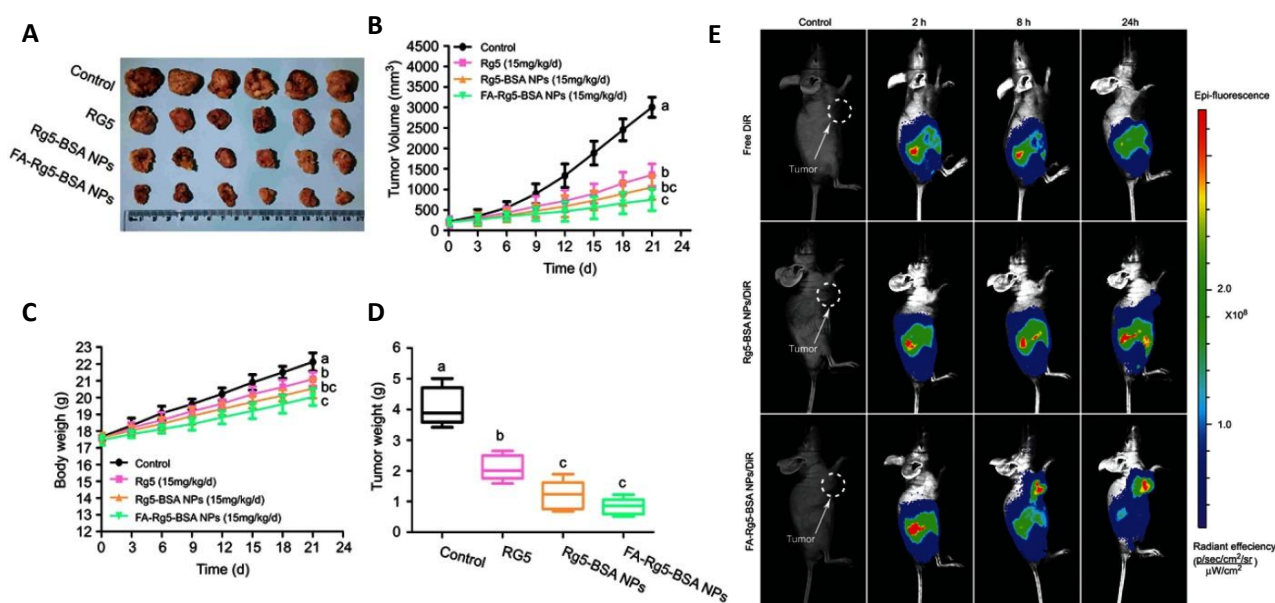 A
Control
RG5
Rg5-BSA NPs
FA-Rg5-BSA NPs
B
Control
Rg5 (15mg/kg/d)
Rg5-BSA NPs (15mg/kg/d)
FA-Rg5-BSA NPs (15mg/kg/d)
Tumor Volume (mm3)
4500
4000
3500
3000
2500
2000
1500
1000
500
0
a
b
bc
c
0 3 6 9 12 15 18 21 24
Time (d)
C
Body weigh (g)
23
22
21
20
19
18
17
16
15
14
13
12
a
b
bc
c
Control
Rg5 (15mg/kg/d)
Rg5-BSA NPs (15mg/kg/d)
FA-Rg5-BSA NPs (15mg/kg/d)
0 3 6 9 12 15 18 21 24
Time (d)
D
Tumor weight (g)
6
5
4
3
2
1
0
a
b
c
c
Control
RG5
Rg5-BSA NPs
FA-Rg5-BSA NPs
E
Control 2 h 8 h 24h
Free DiR
Tumor
Rg5-BSA NPs/DiR
Tumor
FA-Rg5-BSA NPs/DiR
Tumor
Epi-fluorescence
2.0
X10⁸
1.0
Radiant effeciency
(p/sec/cm²/sr)
µW/cm²